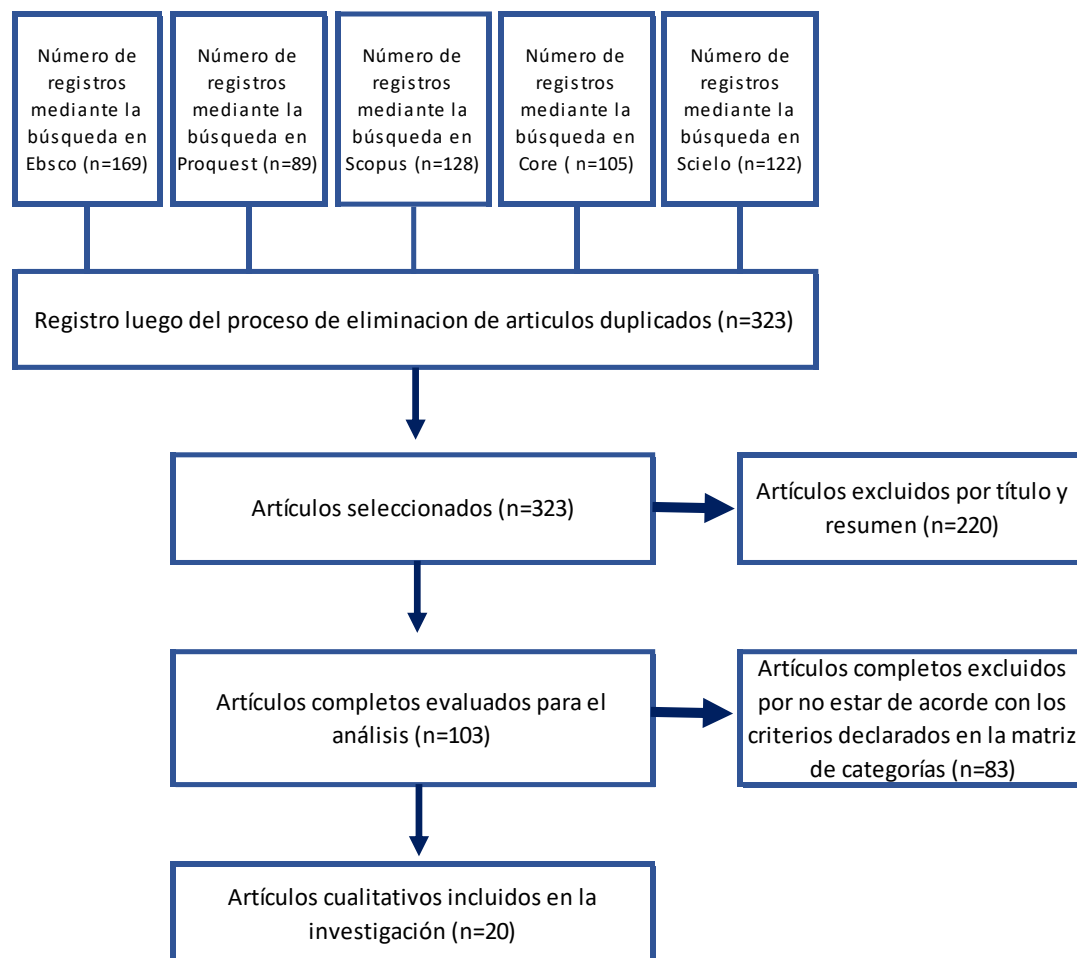 Número de
registros
mediante la
búsqueda en
Ebsco (n=169)
Número de
registros
mediante la
búsqueda en
Proquest (n=89)
Número de
registros
mediante la
búsqueda en
Scopus (n=128)
Número de
registros
mediante la
búsqueda en
Core ( n=105)
Número de
registros
mediante la
búsqueda en
Scielo (n=122)
Registro luego del proceso de eliminacion de articulos duplicados (n=323)
Artículos seleccionados (n=323)
Artículos excluidos por título y
resumen (n=220)
Artículos completos evaluados para el
análisis (n=103)
Artículos completos excluidos
por no estar de acorde con los
criterios declarados en la matriz
de categorías (n=83)
Artículos cualitativos incluidos en la
investigación (n=20)